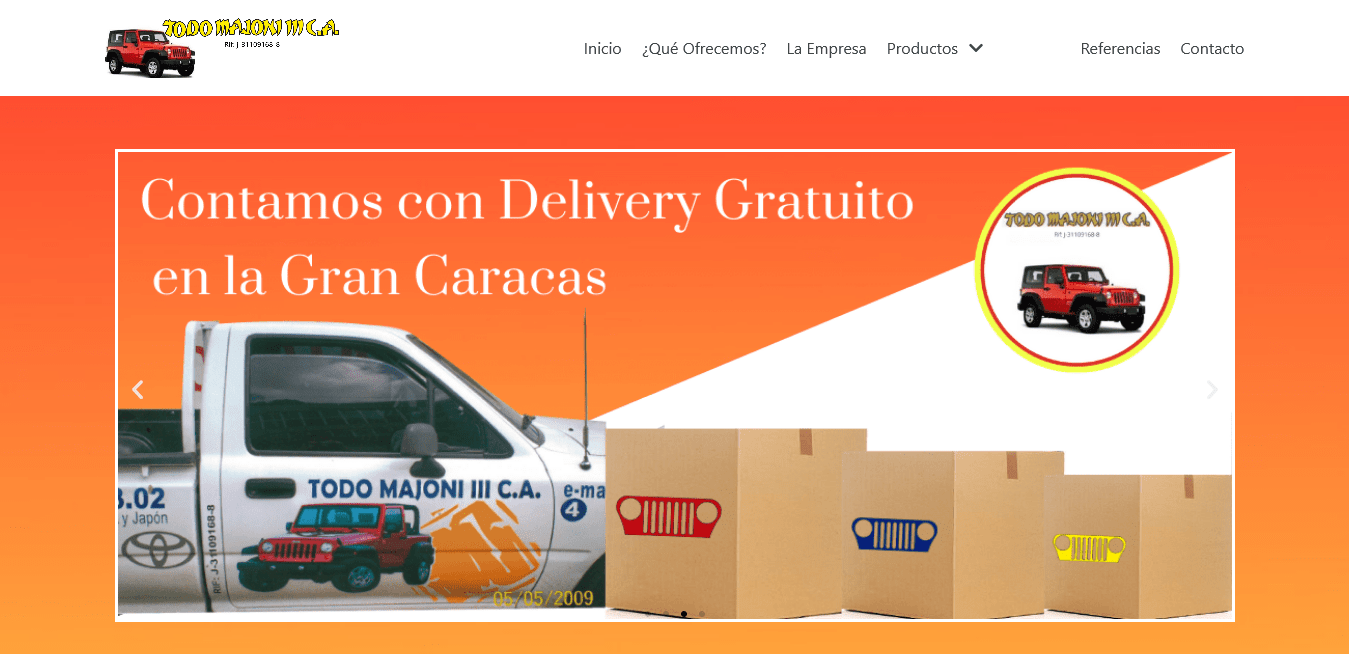 TODO MAJONI III C.A.
Rif: J-31109168-8
Inicio
¿Qué Ofrecemos?
La Empresa
Productos
Referencias
Contacto
Contamos con Delivery Gratuito
en la Gran Caracas
TODO MAJONI III C.A.
Rif: J-31109168-8
3.02
y Japón
RIF: J-31109168-8
TODO MAJONI III C.A.
e-ma
4
05/05/2009